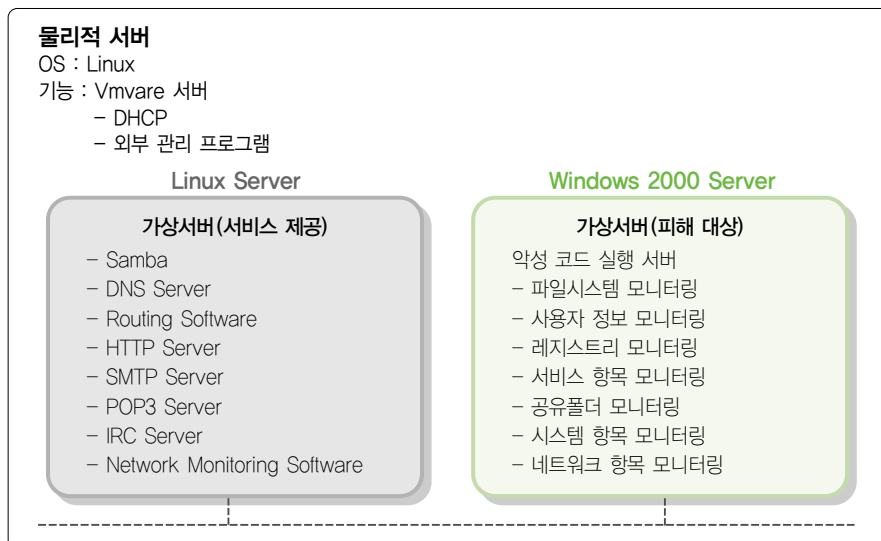 물리적 서버
OS : Linux
기능 : Vmvare 서버
– DHCP
– 외부 관리 프로그램
Linux Server
가상서버(서비스 제공)
– Samba
– DNS Server
– Routing Software
– HTTP Server
– SMTP Server
– POP3 Server
– IRC Server
– Network Monitoring Software
Windows 2000 Server
가상서버(피해 대상)
악성 코드 실행 서버
– 파일시스템 모니터링
– 사용자 정보 모니터링
– 레지스트리 모니터링
– 서비스 항목 모니터링
– 공유폴더 모니터링
– 시스템 항목 모니터링
– 네트워크 항목 모니터링